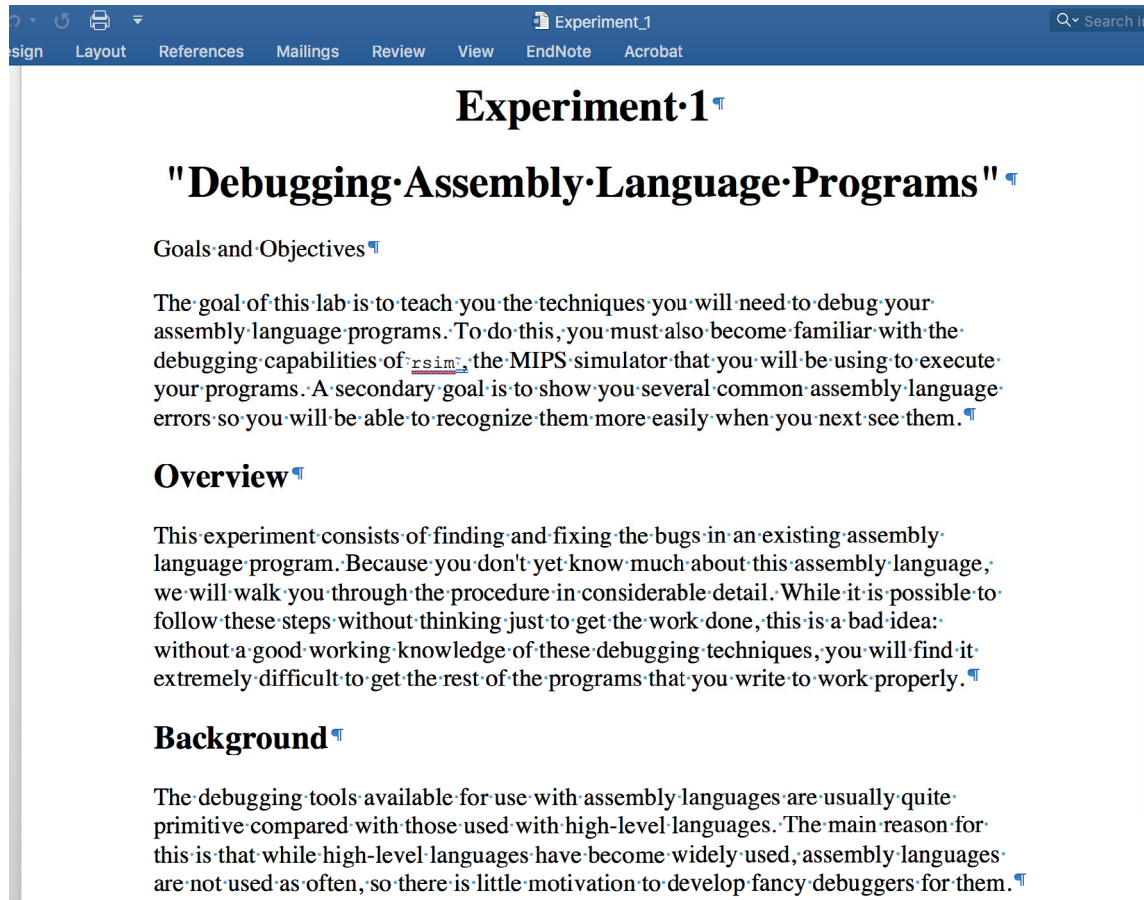 Experiment_1
Search in
esign Layout References Mailings Review View EndNote Acrobat
Experiment·1¶
"Debugging·Assembly·Language·Programs"¶
Goals·and·Objectives¶
The·goal·of·this·lab·is·to·teach·you·the·techniques·you·will·need·to·debug·your·
assembly·language·programs.·To·do·this,·you·must·also·become·familiar·with·the·
debugging·capabilities·of·rsim·,·the·MIPS·simulator·that·you·will·be·using·to·execute·
your·programs.·A·secondary·goal·is·to·show·you·several·common·assembly·language·
errors·so·you·will·be·able·to·recognize·them·more·easily·when·you·next·see·them.¶
Overview¶
This·experiment·consists·of·finding·and·fixing·the·bugs·in·an·existing·assembly·
language·program.·Because·you·don't·yet·know·much·about·this·assembly·language,·
we·will·walk·you·through·the·procedure·in·considerable·detail.·While·it·is·possible·to·
follow·these·steps·without·thinking·just·to·get·the·work·done,·this·is·a·bad·idea:·
without·a·good·working·knowledge·of·these·debugging·techniques,·you·will·find·it·
extremely·difficult·to·get·the·rest·of·the·programs·that·you·write·to·work·properly.¶
Background¶
The·debugging·tools·available·for·use·with·assembly·languages·are·usually·quite·
primitive·compared·with·those·used·with·high-level·languages.·The·main·reason·for·
this·is·that·while·high-level·languages·have·become·widely·used,·assembly·languages·
are·not·used·as·often,·so·there·is·little·motivation·to·develop·fancy·debuggers·for·them.¶